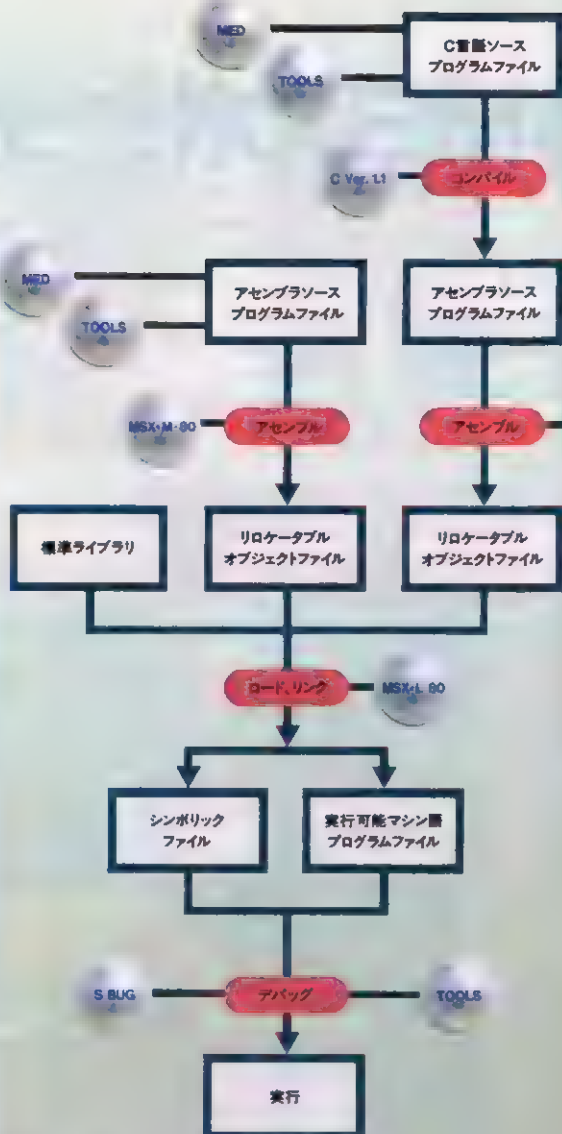 MED
C言語ソース
プログラムファイル
TOOLS
C Ver. 1.1
コンパイル
MED
アセンブラソース
プログラムファイル
アセンブラソース
プログラムファイル
TOOLS
MSX・M-80
アセンブル
アセンブル
標準ライブラリ
リロケータブル
オブジェクトファイル
リロケータブル
オブジェクトファイル
ロード、リンク
MSX・L-80
シンボリック
ファイル
実行可能マシン語
プログラムファイル
S BUG
デバッグ
TOOLS
実行